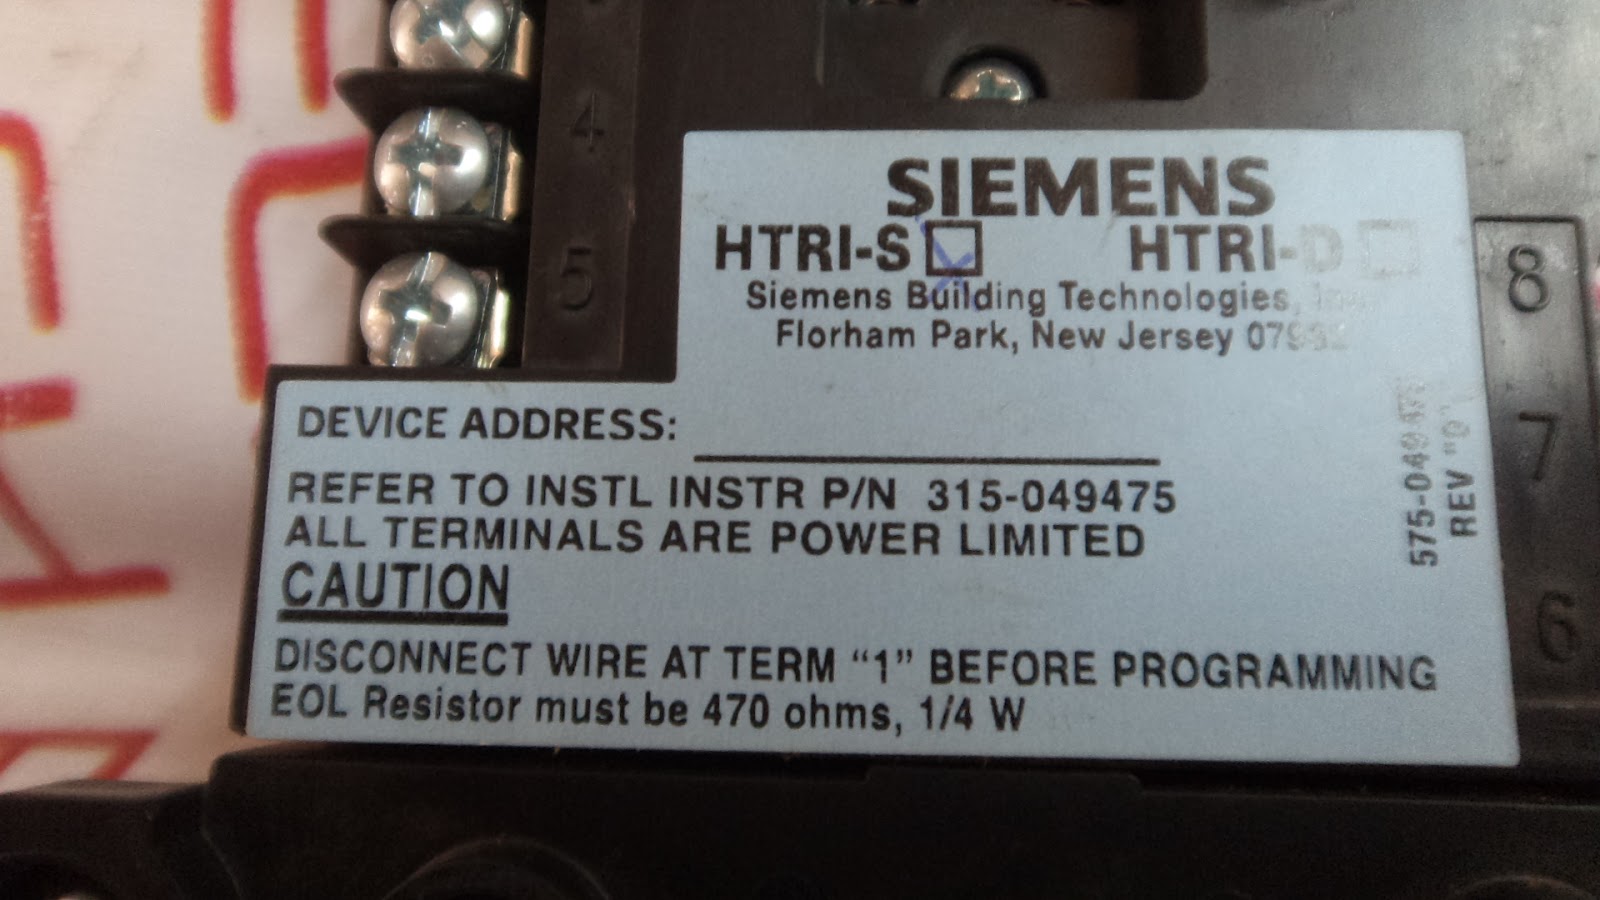 4
5
SIEMENS
HTRI-S HTRI-D
Siemens Building Technologies,
Florham Park, New Jersey
DEVICE ADDRESS:
REFER TO INSTL INSTR P/N 315-049475
ALL TERMINALS ARE POWER LIMITED
CAUTION
DISCONNECT WIRE AT TERM “1” BEFORE PROGRAMMING
EOL Resistor must be 470 ohms, 1/4 W
REV
8
7
6